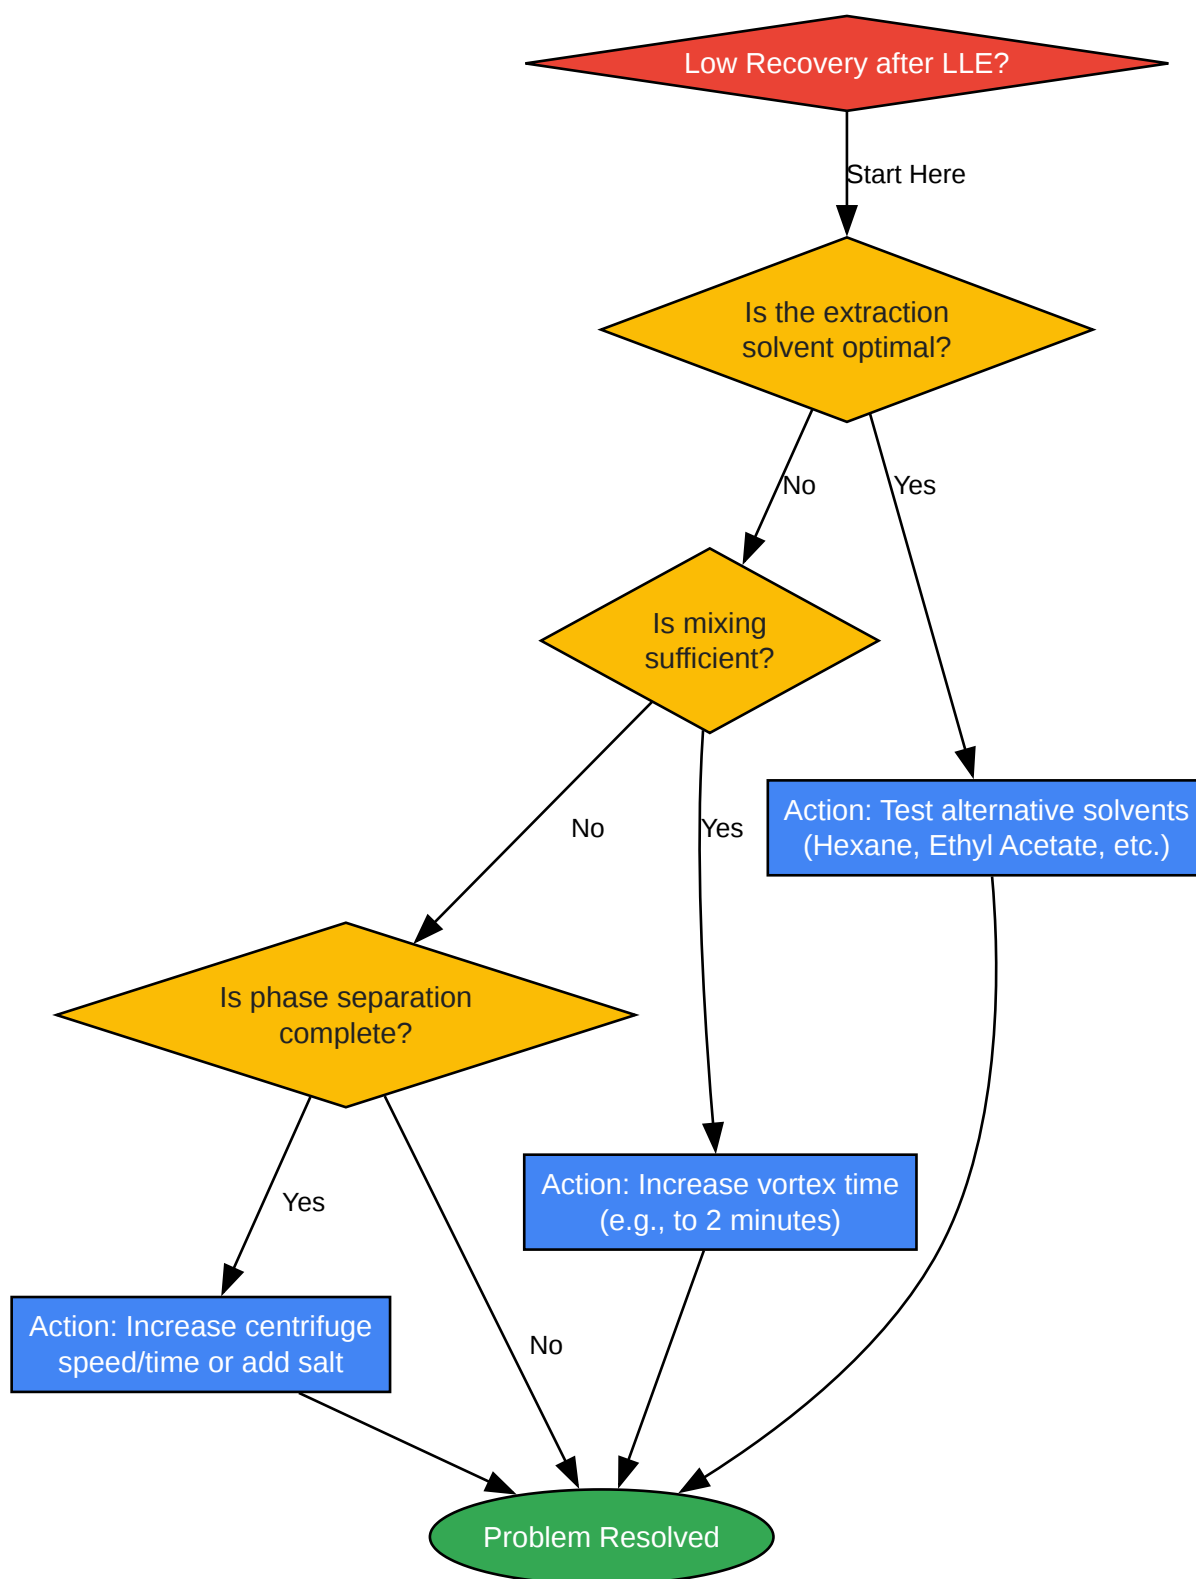 Low Recovery after LLE?
Start Here
Is the extraction
solvent optimal?
No
Yes
Is mixing
sufficient?
No
Yes
Action: Test alternative solvents
(Hexane, Ethyl Acetate, etc.)
Is phase separation
complete?
Yes
No
Action: Increase vortex time
(e.g., to 2 minutes)
Action: Increase centrifuge
speed/time or add salt
Problem Resolved